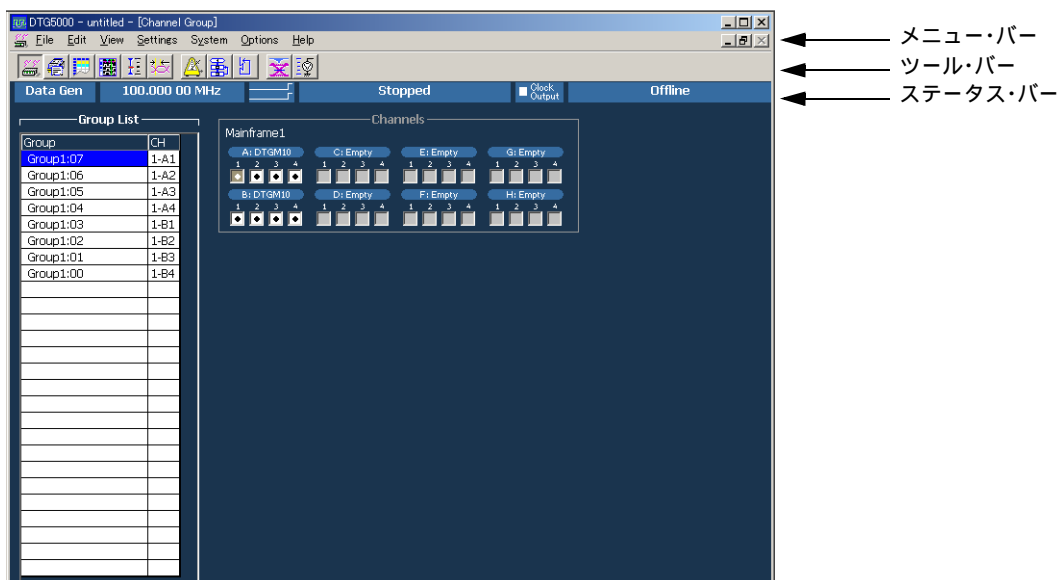 DTG5000 - untitled - [Channel Group]
File Edit View Settings System Options Help
メニュー・バー
ツール・バー
Data Gen 100.000 00 MHz Stopped Clock Output Offline
ステータス・バー
Group List
Group CH
Group1:07 1-A1
Group1:06 1-A2
Group1:05 1-A3
Group1:04 1-A4
Group1:03 1-B1
Group1:02 1-B2
Group1:01 1-B3
Group1:00 1-B4
Channels
Mainframe1
A: DTGM10 C: Empty E: Empty G: Empty
1 2 3 4 1 2 3 4 1 2 3 4 1 2 3 4
B: DTGM10 D: Empty F: Empty H: Empty
1 2 3 4 1 2 3 4 1 2 3 4 1 2 3 4